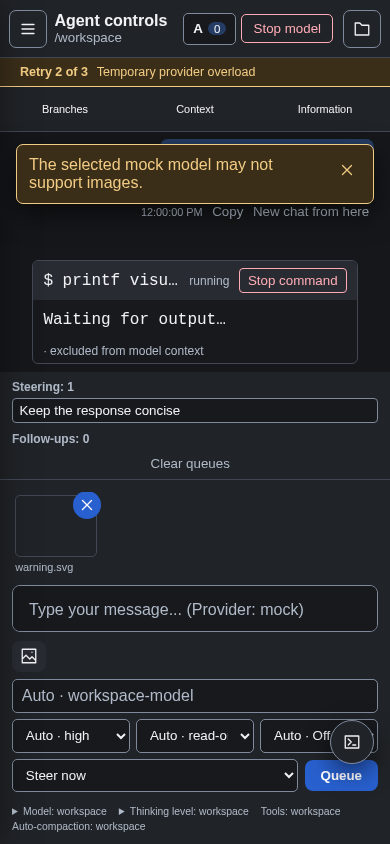 Agent controls
/workspace
A 0
Stop model
Retry 2 of 3 Temporary provider overload
Branches Context Information
The selected mock model may not
support images.
12:00:00 PM Copy New chat from here
$ printf visu… running Stop command
Waiting for output…
· excluded from model context
Steering: 1
Keep the response concise
Follow-ups: 0
Clear queues
warning.svg
Type your message... (Provider: mock)
Auto · workspace-model
Auto · high Auto · read-o Auto · Off
Steer now Queue
Model: workspace Thinking level: workspace Tools: workspace
Auto-compaction: workspace